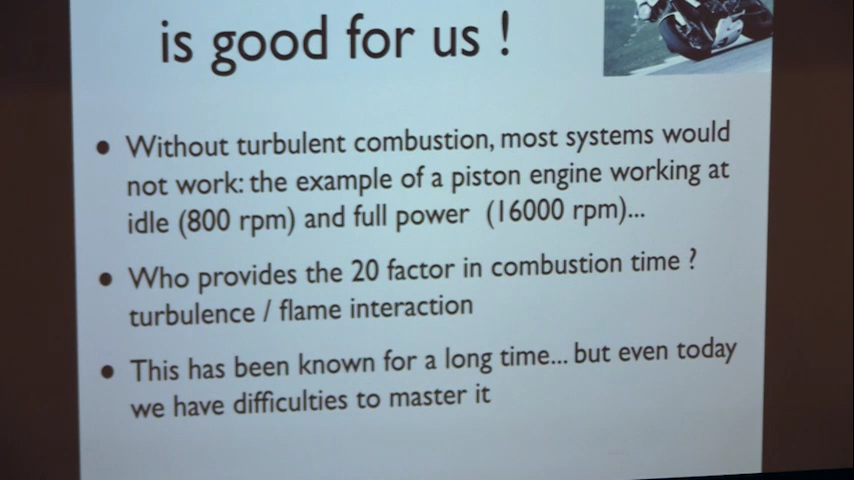 is good for us !
• Without turbulent combustion, most systems would
not work: the example of a piston engine working at
idle (800 rpm) and full power (16000 rpm)...
• Who provides the 20 factor in combustion time ?
turbulence / flame interaction
• This has been known for a long time... but even today
we have difficulties to master it